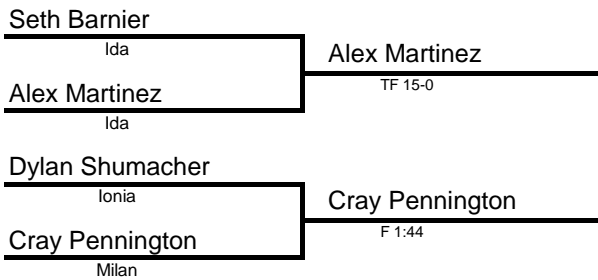 Seth Barnier
Ida
Alex Martinez
TF 15-0
Alex Martinez
Ida
Dylan Shumacher
Ionia
Cray Pennington
F 1:44
Cray Pennington
Milan